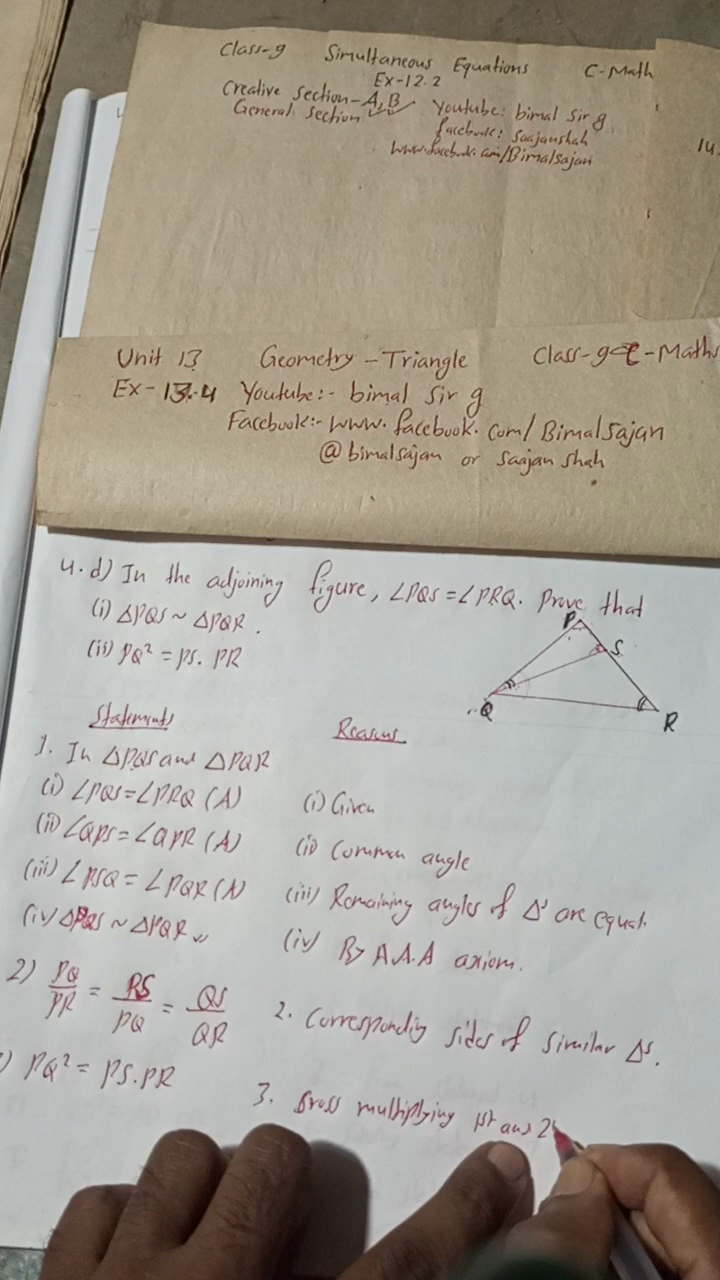 Class-9 Simultaneous Equations C-Math
Ex-12.2
Creative section-A,B Youtube: bimal Sir g
General section facebook: Saajanshah
www.facebook.com/Bimalsajan
14.
Unit 13 Geometry - Triangle Class-9 C-Maths
Ex-13.4 Youtube:- bimal Sir g
Facebook:- www.facebook.com/Bimalsajan
@bimalsajan or Saajan Shah
4.d) In the adjoining figure, ∠PQS=∠PRQ. Prove that
(i) ΔPQS ~ ΔPQR.
(ii) PQ² = PS. PR
P
S
Q
R
Statements Reasons
1. In ΔPQS and ΔPQR
(i) ∠PQS=∠PRQ (A) (i) Given
(ii) ∠QPS=∠QPR (A) (ii) Common angle
(iii) ∠PSQ = ∠PQR (A) (iii) Remaining angles of Δs are equal.
(iv) ΔPQS ~ ΔPQR (iv) By A.A.A axiom.
2) PQ/PR = PS/PQ = QS/QR 2. Corresponding sides of similar Δs.
) PQ² = PS.PR 3. Cross multiplying 1st and 2